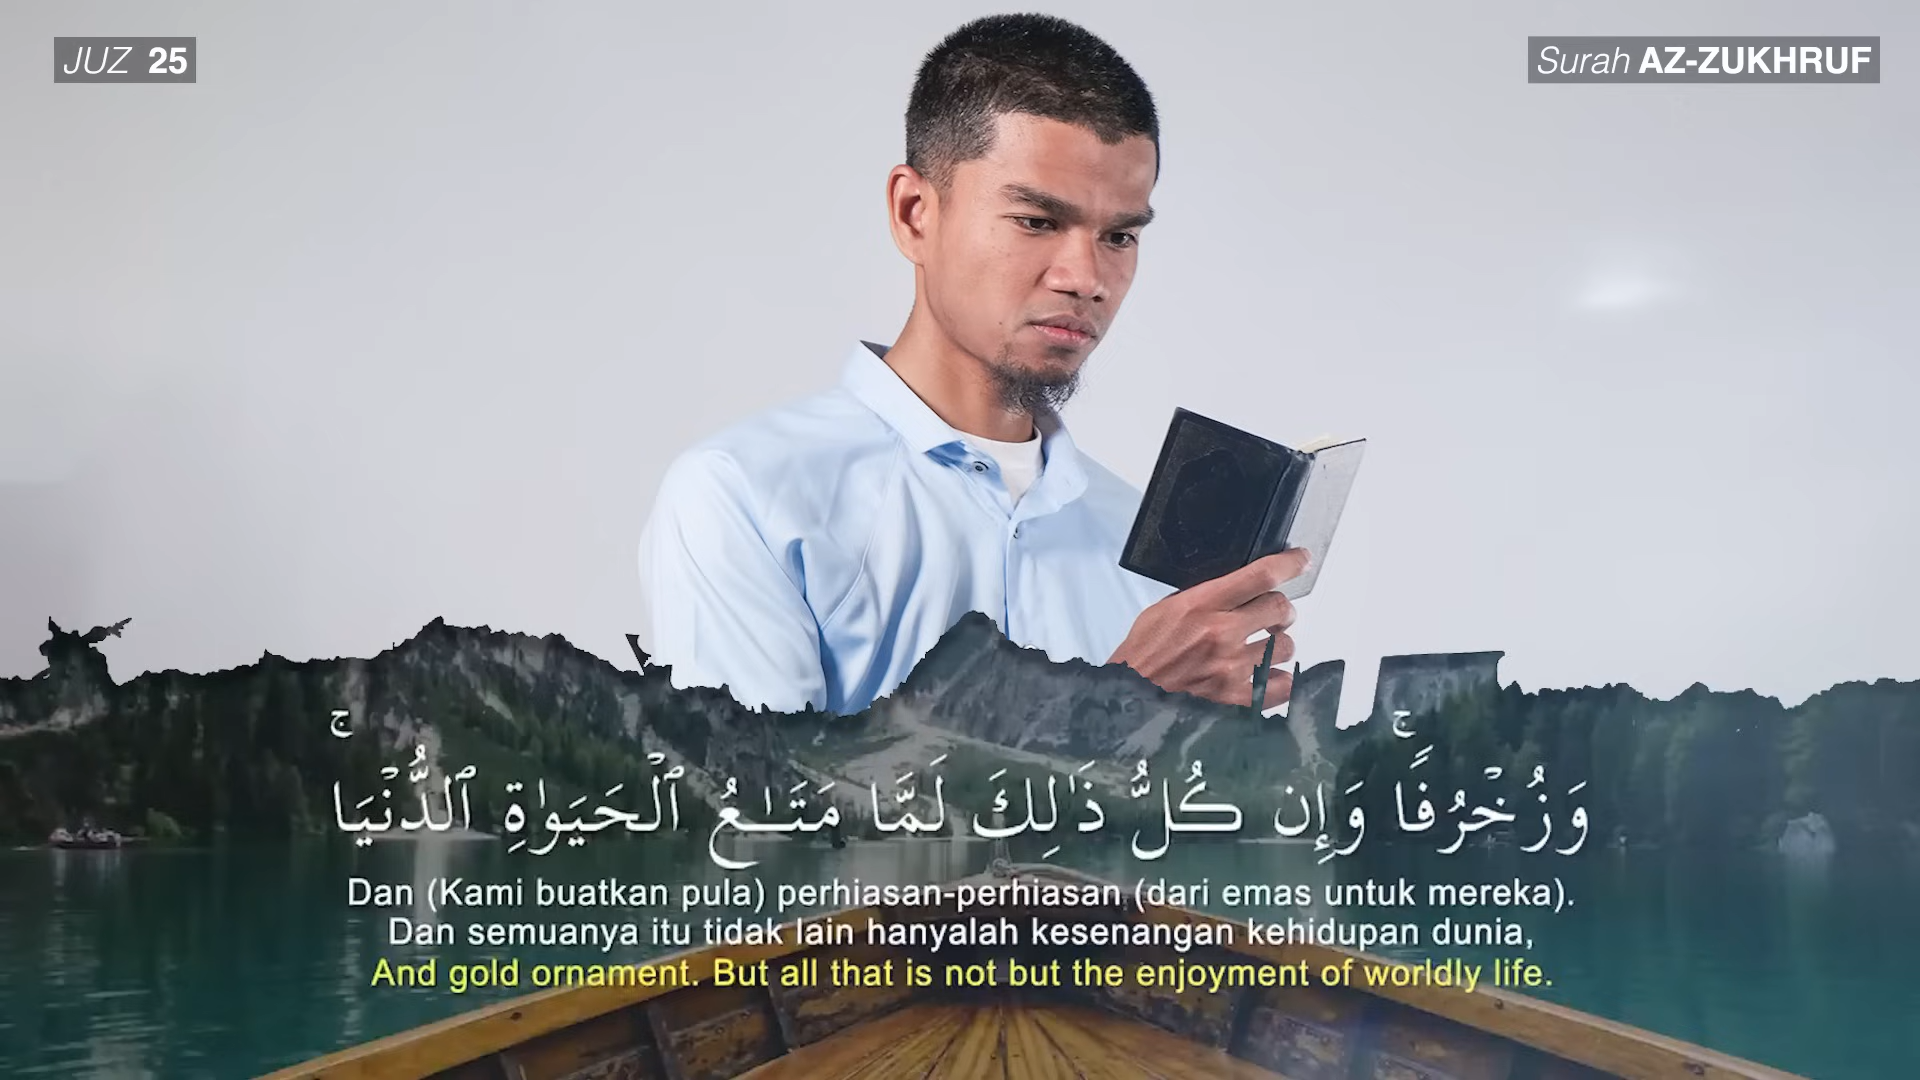 JUZ 25
Surah AZ-ZUKHRUF
وَزُخْرُفًا ۚ وَإِن كُلُّ ذَٰلِكَ لَمَّا مَتَـٰعُ ٱلْحَيَوٰةِ ٱلدُّنْيَا ۚ
Dan (Kami buatkan pula) perhiasan-perhiasan (dari emas untuk mereka).
Dan semuanya itu tidak lain hanyalah kesenangan kehidupan dunia,
And gold ornament. But all that is not but the enjoyment of worldly life.